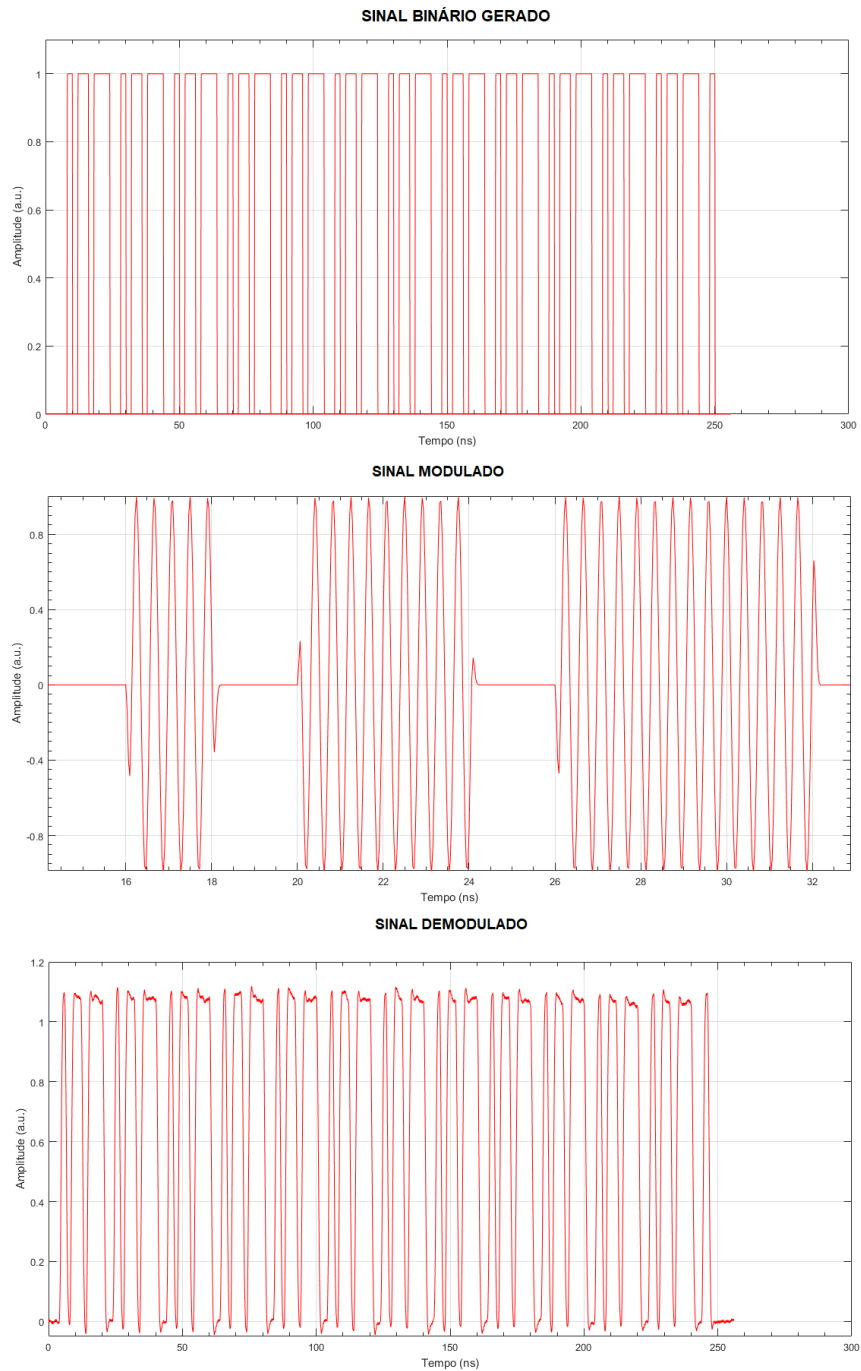 SINAL BINÁRIO GERADO
1
0.8
0.6
0.4
0.2
0
Amplitude (a.u.)
0 50 100 150 200 250 300
Tempo (ns)
SINAL MODULADO
0.8
0.4
0
-0.4
-0.8
Amplitude (a.u.)
16 18 20 22 24 26 28 30 32
Tempo (ns)
SINAL DEMODULADO
1.2
1
0.8
0.6
0.4
0.2
0
Amplitude (a.u.)
0 50 100 150 200 250 300
Tempo (ns)